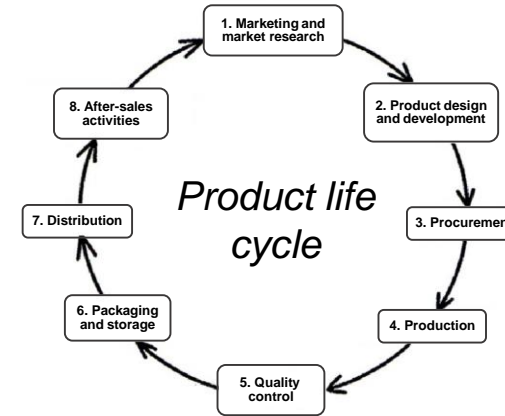 1. Marketing and
market research
2. Product design
and development
3. Procuremen
4. Production
5. Quality
control
6. Packaging
and storage
7. Distribution
8. After-sales
activities
Product life
cycle